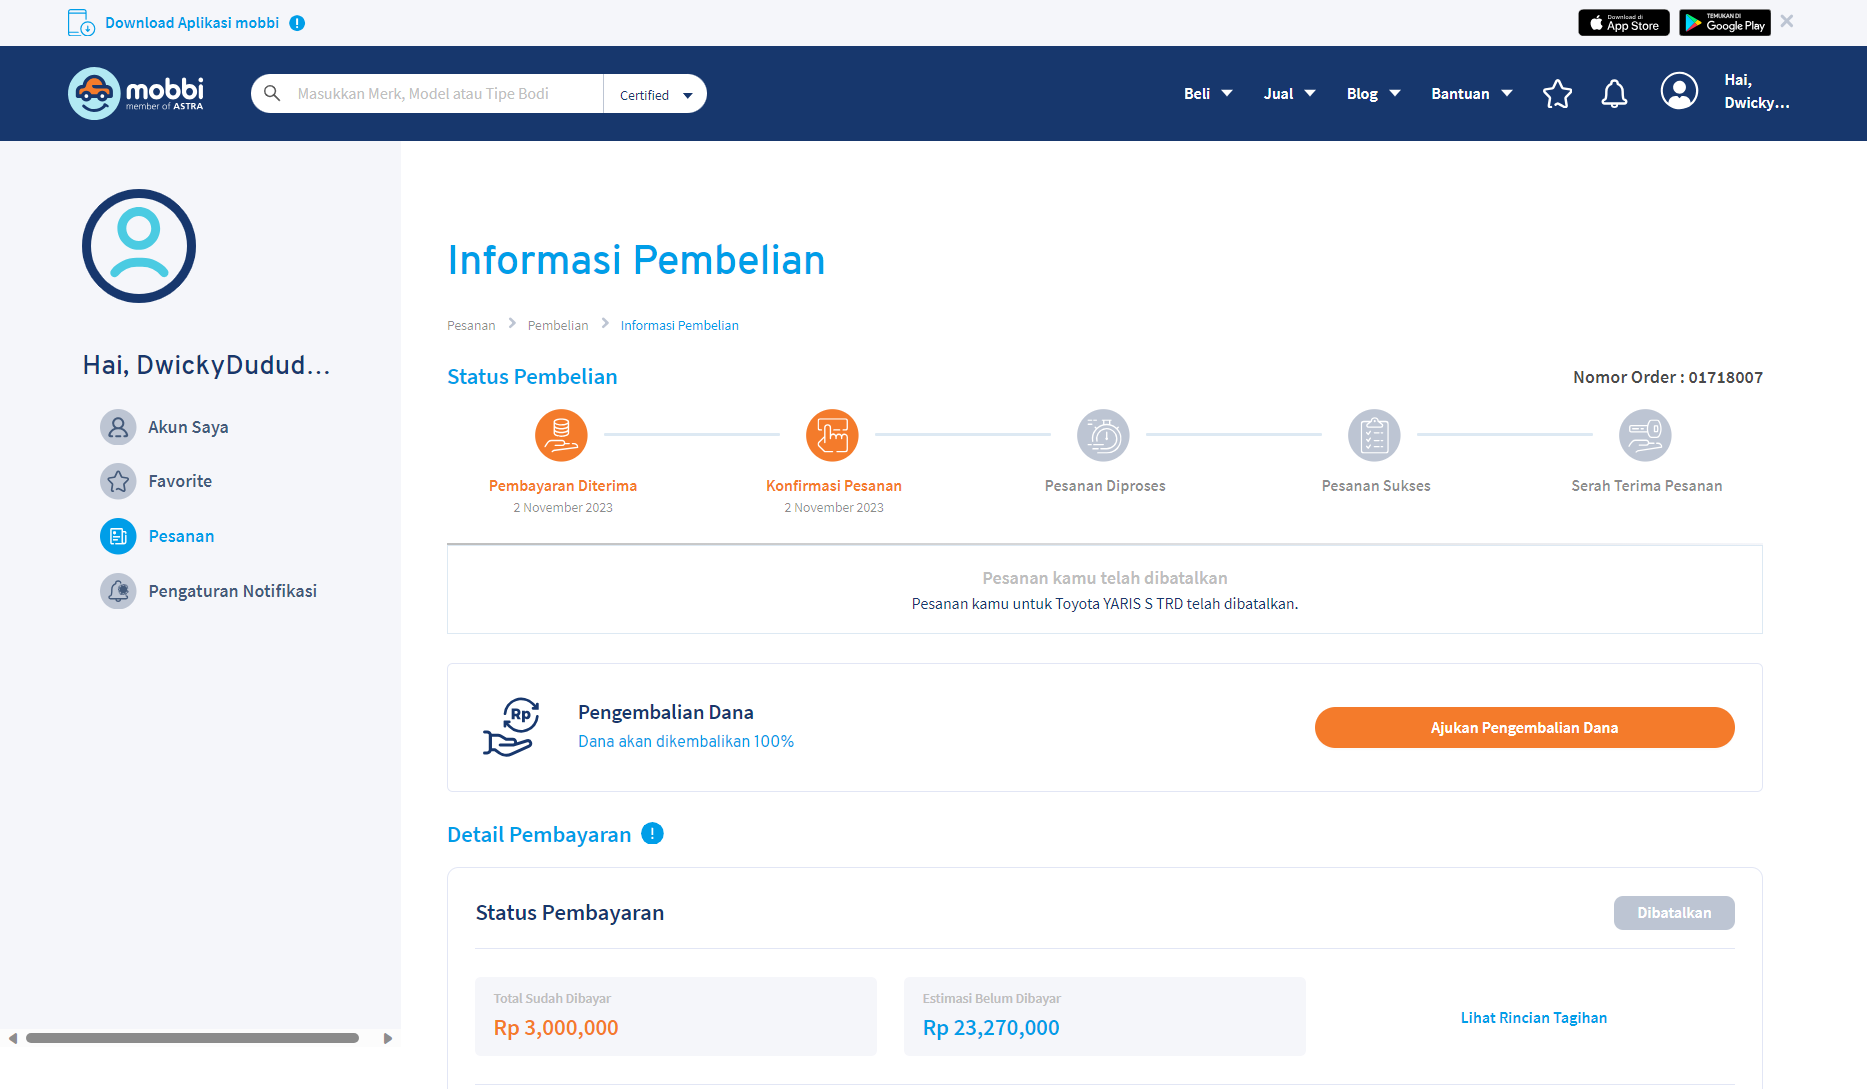 Download Aplikasi mobbi
Download di
App Store
TEMUKAN DI
Google Play
mobbi
member of ASTRA
Masukkan Merk, Model atau Tipe Bodi
Certified
Beli
Jual
Blog
Bantuan
Hai,
Dwicky...
Hai, DwickyDudud...
Akun Saya
Favorite
Pesanan
Pengaturan Notifikasi
Informasi Pembelian
Pesanan
Pembelian
Informasi Pembelian
Status Pembelian
Nomor Order : 01718007
Pembayaran Diterima
2 November 2023
Konfirmasi Pesanan
2 November 2023
Pesanan Diproses
Pesanan Sukses
Serah Terima Pesanan
Pesanan kamu telah dibatalkan
Pesanan kamu untuk Toyota YARIS S TRD telah dibatalkan.
Rp
Pengembalian Dana
Dana akan dikembalikan 100%
Ajukan Pengembalian Dana
Detail Pembayaran
Status Pembayaran
Dibatalkan
Total Sudah Dibayar
Rp 3,000,000
Estimasi Belum Dibayar
Rp 23,270,000
Lihat Rincian Tagihan